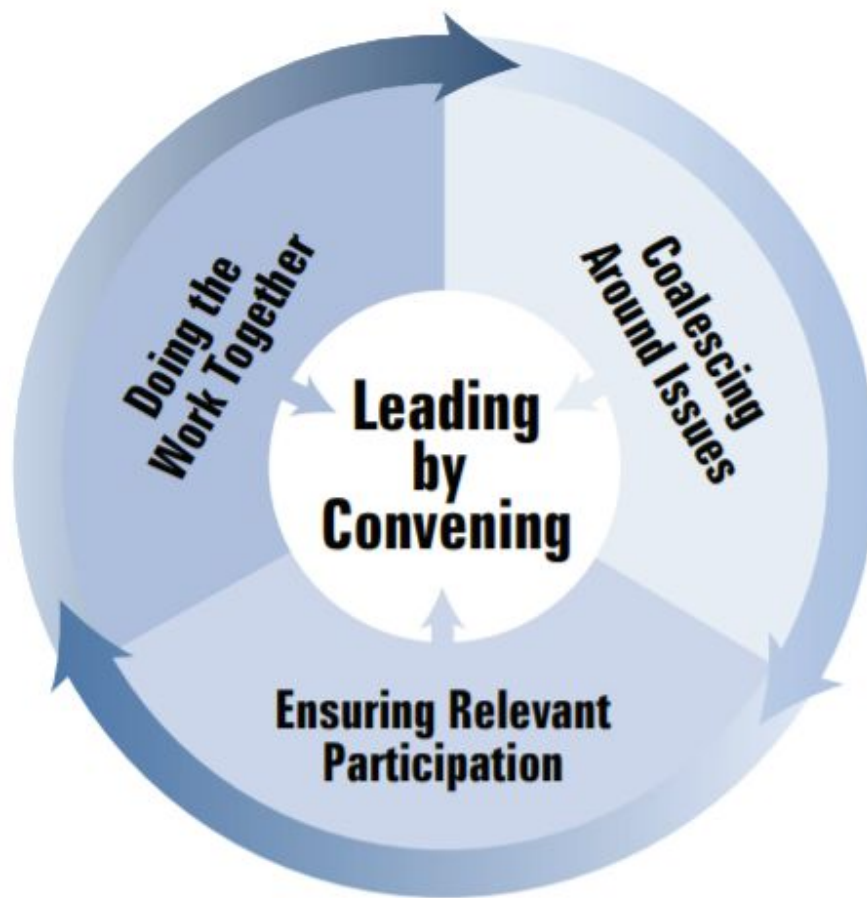 Doing the
Work Together
Coalescing
Around Issues
Leading
by
Convening
Ensuring Relevant
Participation